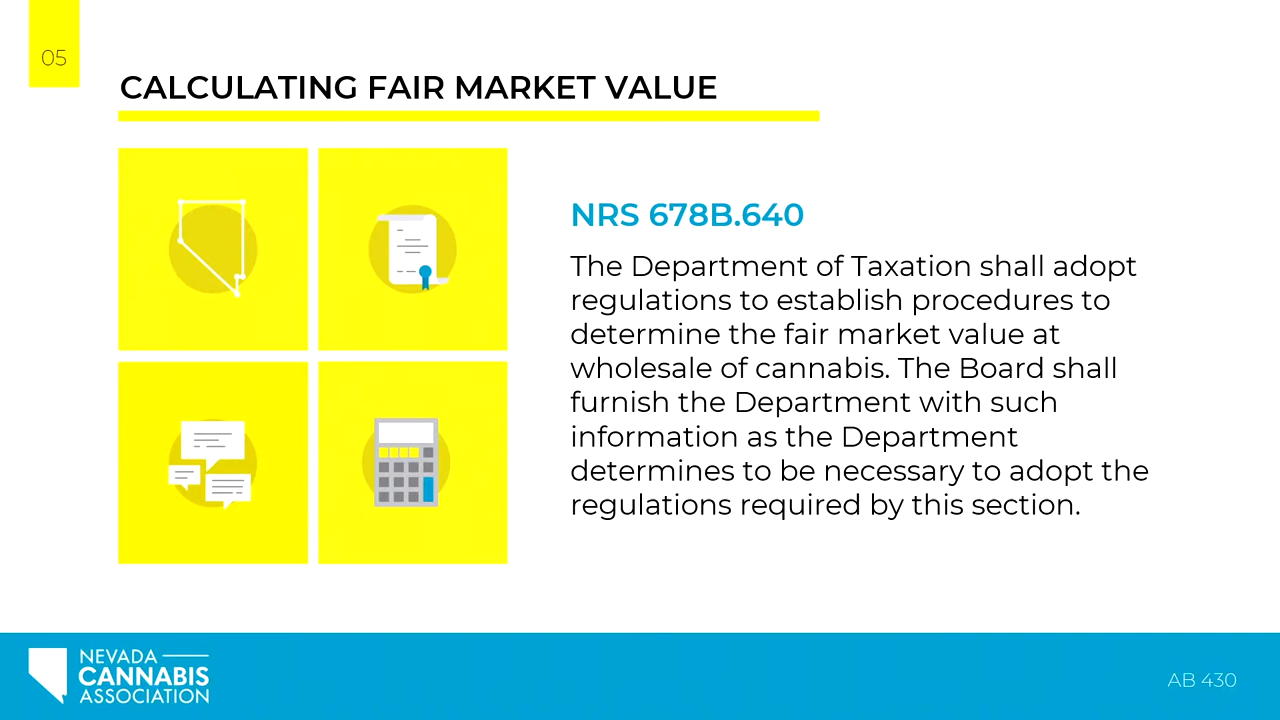 05
CALCULATING FAIR MARKET VALUE
NRS 678B.640
The Department of Taxation shall adopt
regulations to establish procedures to
determine the fair market value at
wholesale of cannabis. The Board shall
furnish the Department with such
information as the Department
determines to be necessary to adopt the
regulations required by this section.
NEVADA
CANNABIS
ASSOCIATION
AB 430